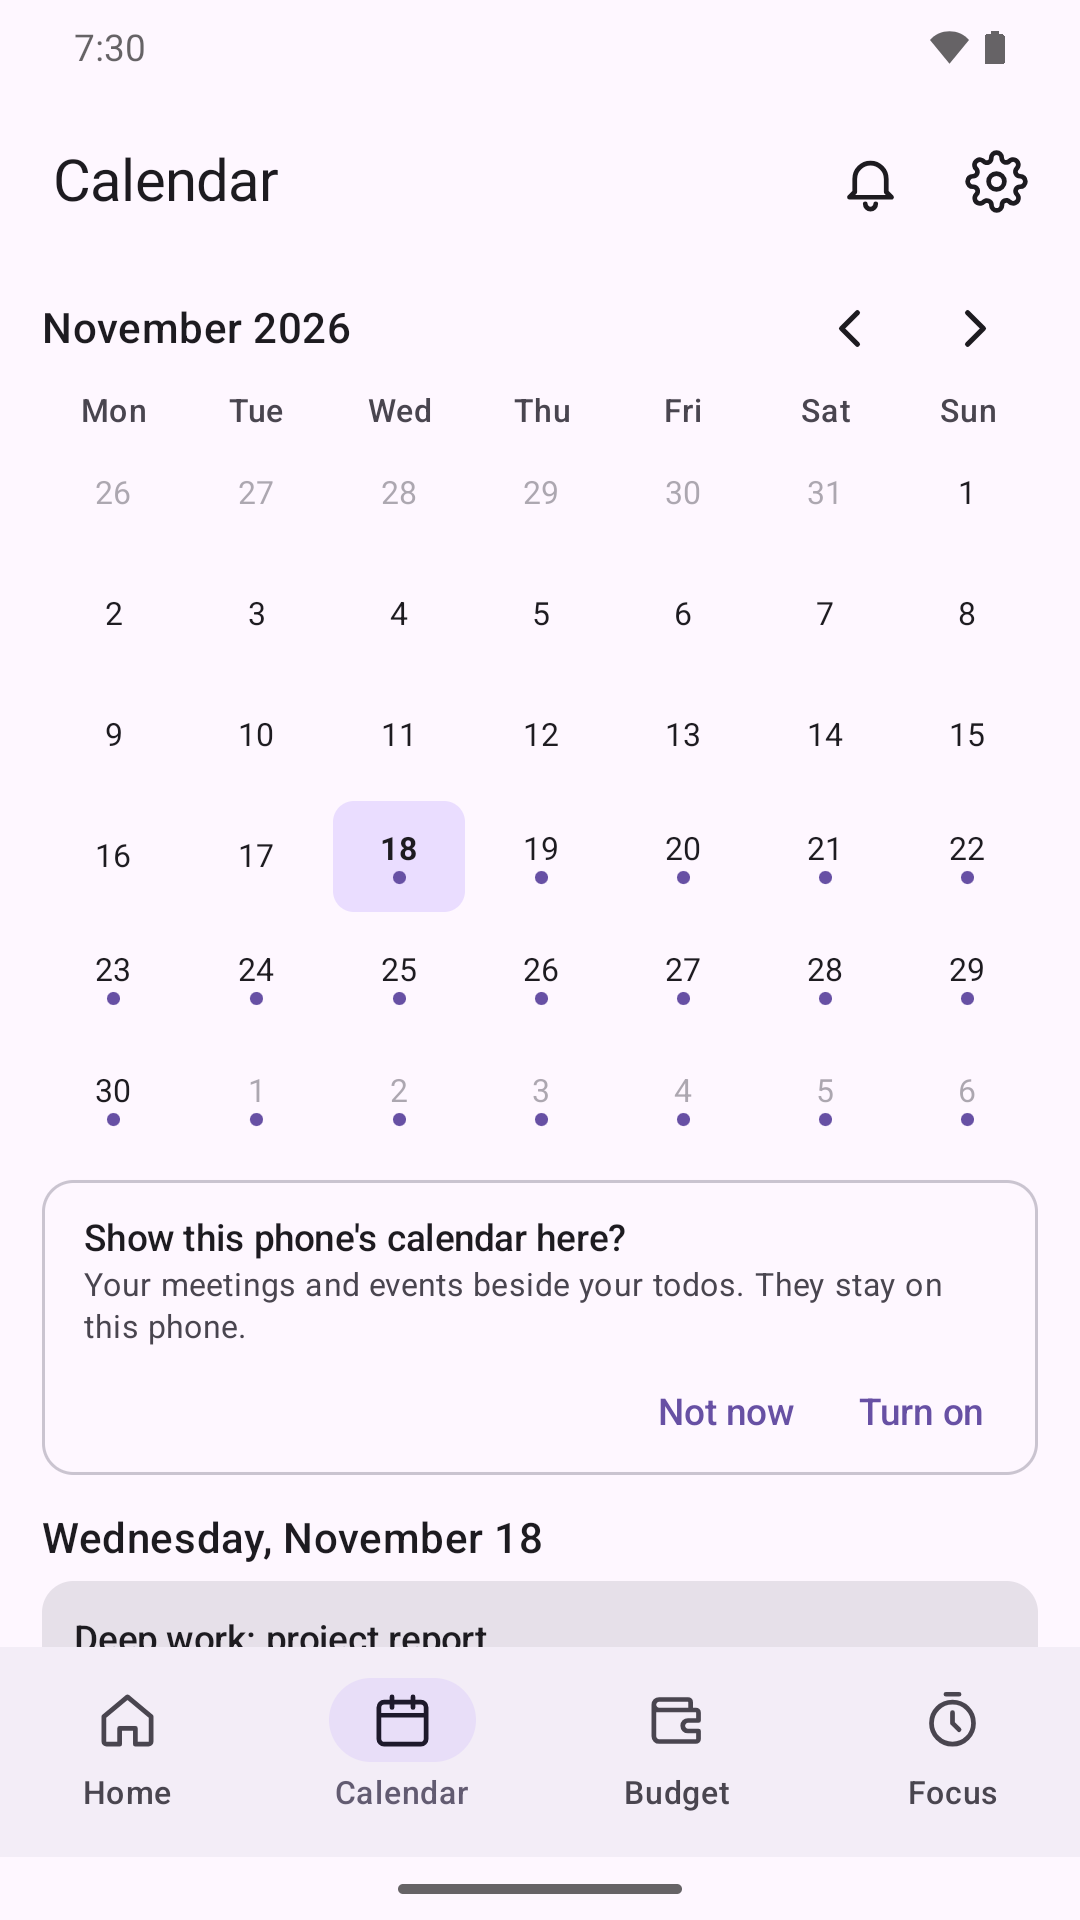 7:30
Calendar
November 2026
Mon Tue Wed Thu Fri Sat Sun
26 27 28 29 30 31 1
2 3 4 5 6 7 8
9 10 11 12 13 14 15
16 17 18 19 20 21 22
23 24 25 26 27 28 29
30 1 2 3 4 5 6
Show this phone's calendar here?
Your meetings and events beside your todos. They stay on
this phone.
Not now Turn on
Wednesday, November 18
Deep work: project report
Home Calendar Budget Focus